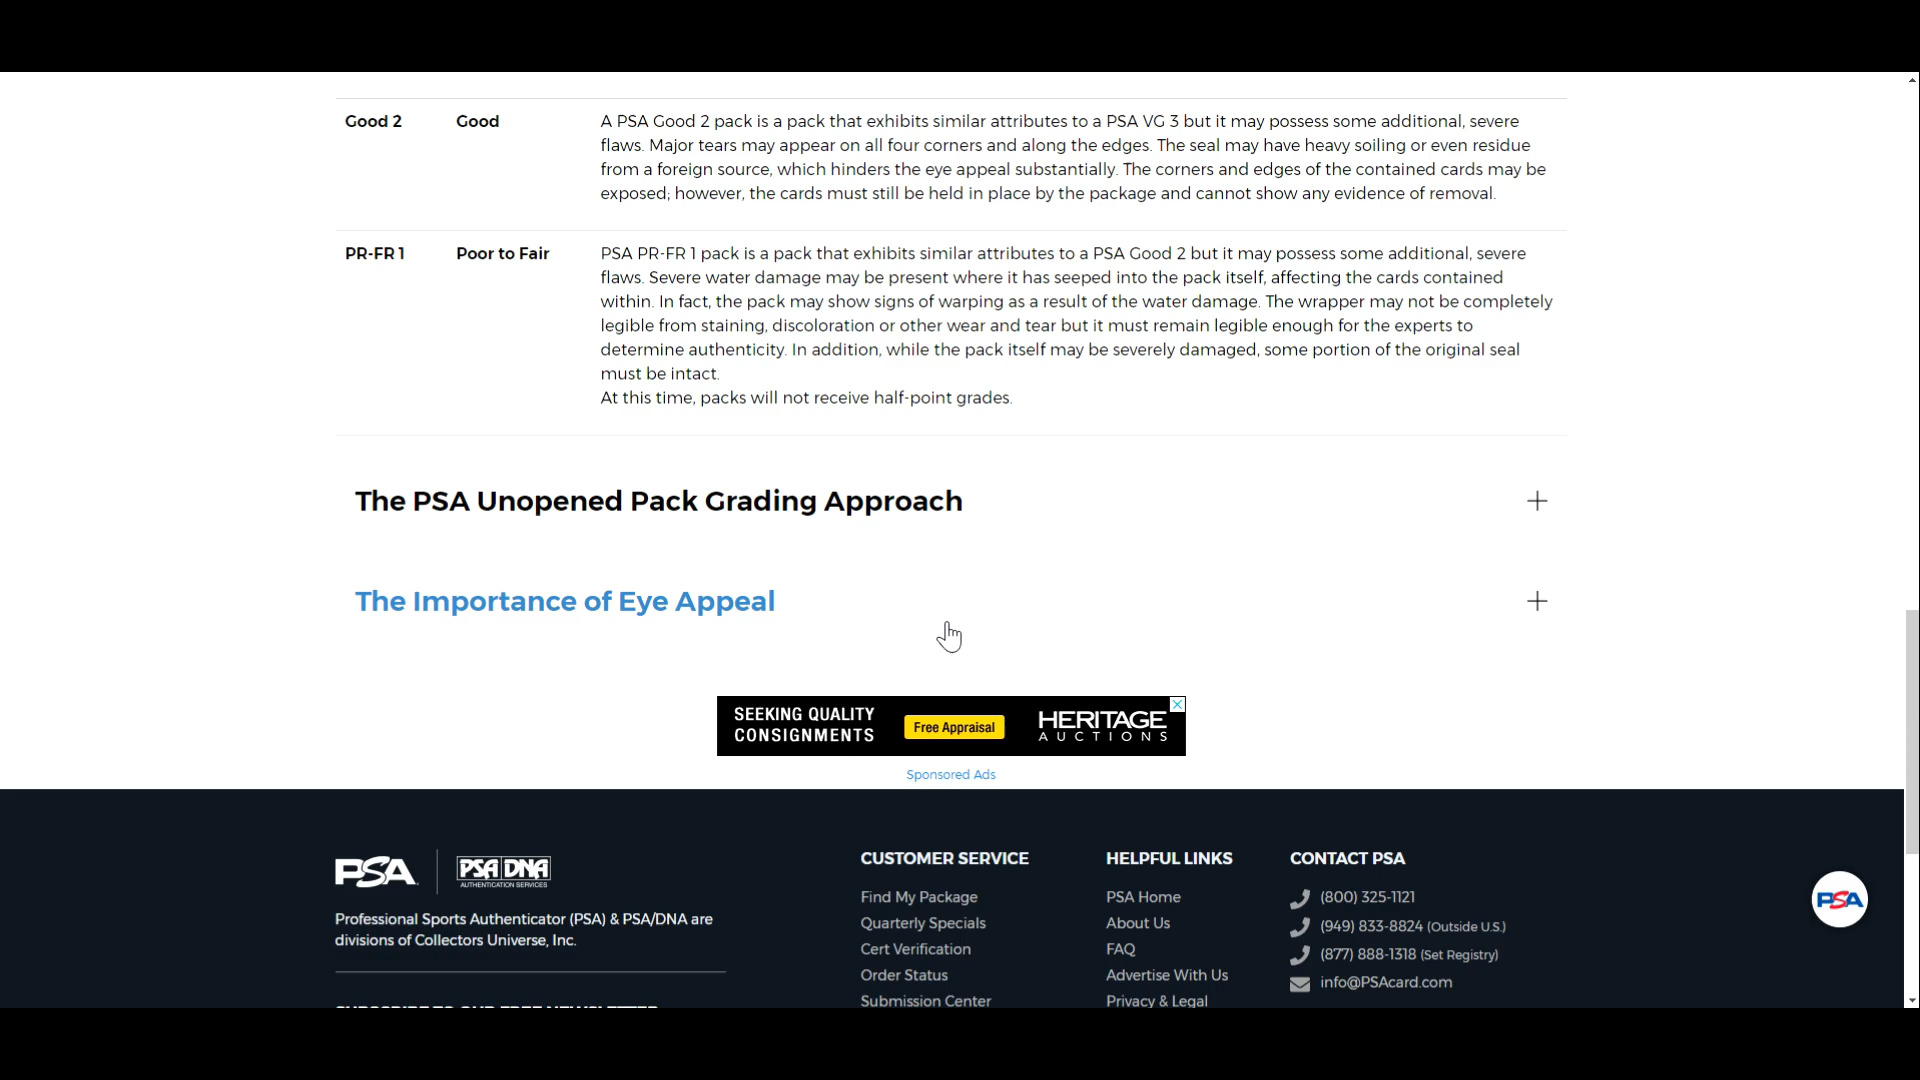 Good 2 Good A PSA Good 2 pack is a pack that exhibits similar attributes to a PSA VG 3 but it may possess some additional, severe
flaws. Major tears may appear on all four corners and along the edges. The seal may have heavy soiling or even residue
from a foreign source, which hinders the eye appeal substantially. The corners and edges of the contained cards may be
exposed; however, the cards must still be held in place by the package and cannot show any evidence of removal.
PR-FR 1 Poor to Fair PSA PR-FR 1 pack is a pack that exhibits similar attributes to a PSA Good 2 but it may possess some additional, severe
flaws. Severe water damage may be present where it has seeped into the pack itself, affecting the cards contained
within. In fact, the pack may show signs of warping as a result of the water damage. The wrapper may not be completely
legible from staining, discoloration or other wear and tear but it must remain legible enough for the experts to
determine authenticity. In addition, while the pack itself may be severely damaged, some portion of the original seal
must be intact.
At this time, packs will not receive half-point grades.
The PSA Unopened Pack Grading Approach
The Importance of Eye Appeal
SEEKING QUALITY
CONSIGNMENTS
Free Appraisal
HERITAGE
AUCTIONS
Sponsored Ads
PSA
PSA DNA
AUTHENTICATION SERVICES
Professional Sports Authenticator (PSA) & PSA/DNA are
divisions of Collectors Universe, Inc.
SUBSCRIBE TO OUR FREE NEWSLETTER
CUSTOMER SERVICE
Find My Package
Quarterly Specials
Cert Verification
Order Status
Submission Center
HELPFUL LINKS
PSA Home
About Us
FAQ
Advertise With Us
Privacy & Legal
CONTACT PSA
(800) 325-1121
(949) 833-8824 (Outside U.S.)
(877) 888-1318 (Set Registry)
info@PSAcard.com
PSA